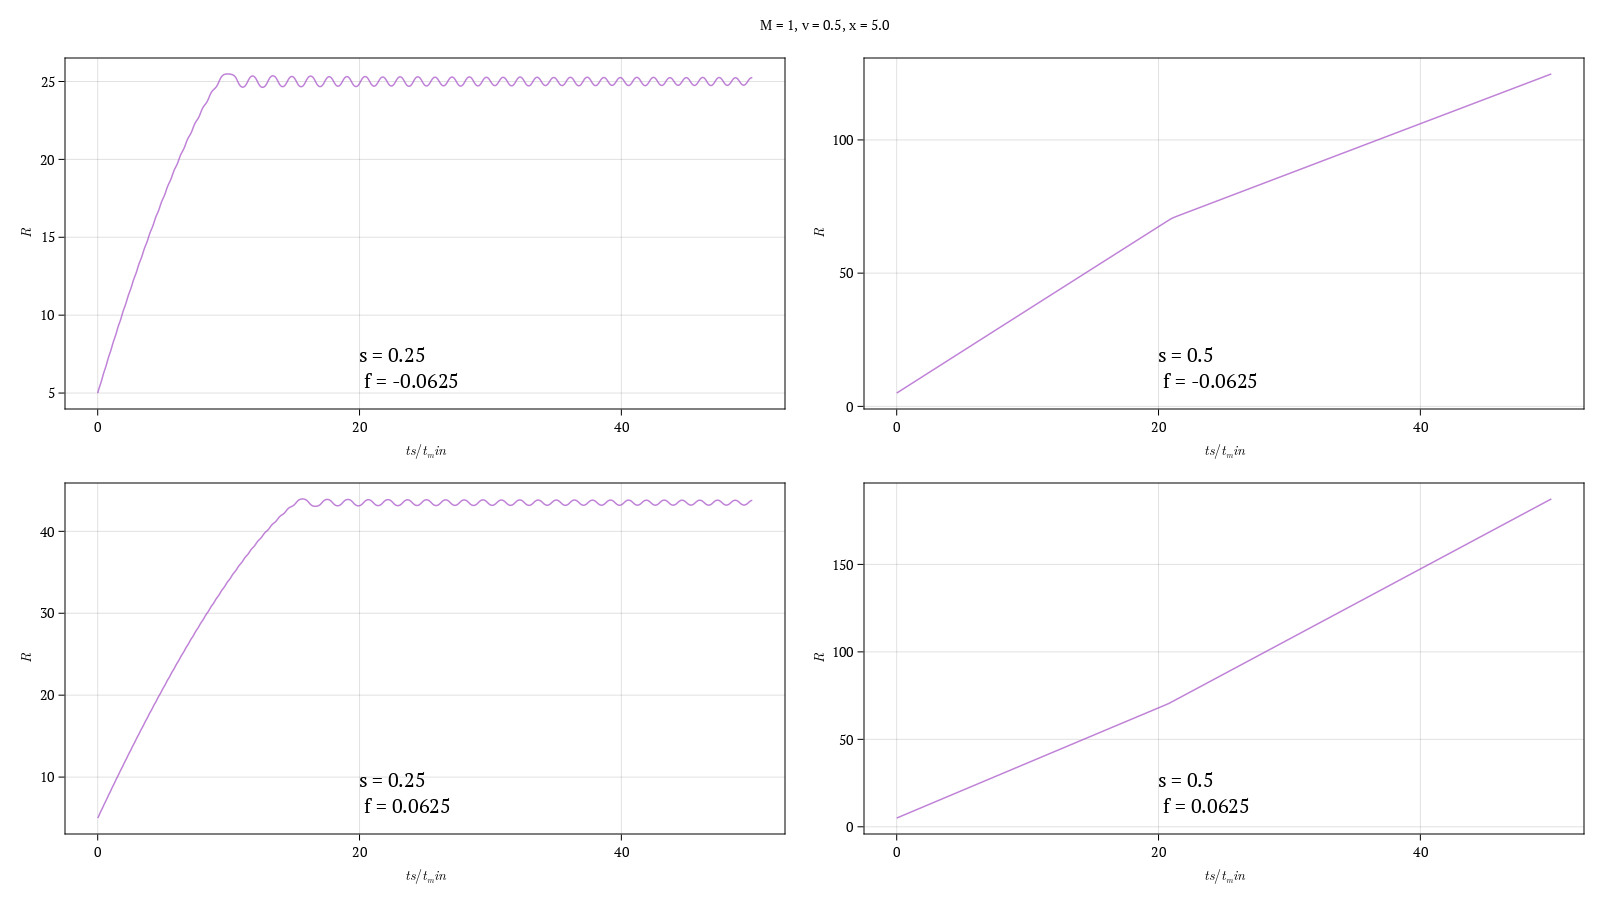 M = 1, v = 0.5, x = 5.0
25
20
15
10
5
R
s = 0.25
f = -0.0625
0 20 40
ts/t_min
100
50
0
R
s = 0.5
f = -0.0625
0 20 40
ts/t_min
40
30
20
10
R
s = 0.25
f = 0.0625
0 20 40
ts/t_min
150
100
50
0
R
s = 0.5
f = 0.0625
0 20 40
ts/t_min